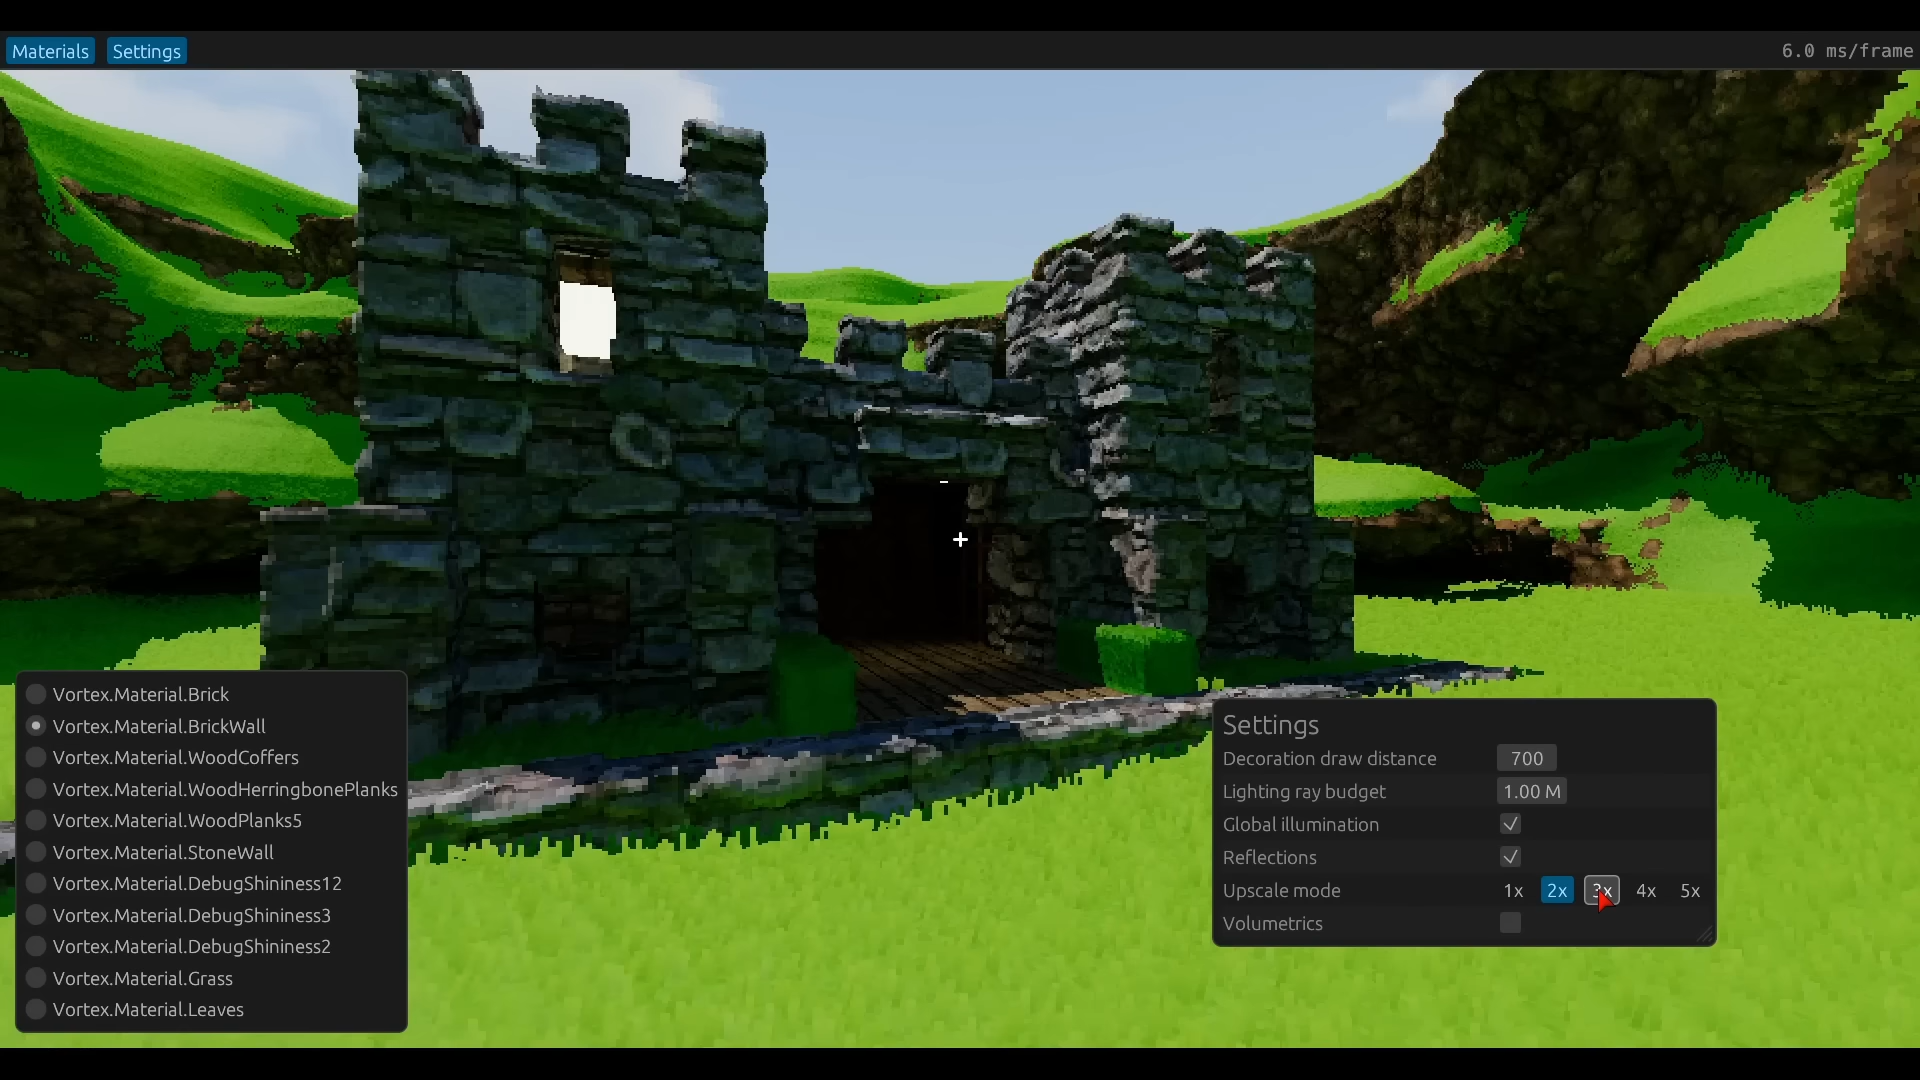 Materials Settings 6.0 ms/frame
Vortex.Material.Brick
Vortex.Material.BrickWall
Vortex.Material.WoodCoffers
Vortex.Material.WoodHerringbonePlanks
Vortex.Material.WoodPlanks5
Vortex.Material.StoneWall
Vortex.Material.DebugShininess12
Vortex.Material.DebugShininess3
Vortex.Material.DebugShininess2
Vortex.Material.Grass
Vortex.Material.Leaves
Settings
Decoration draw distance 700
Lighting ray budget 1.00 M
Global illumination
Reflections
Upscale mode 1x 2x 3x 4x 5x
Volumetrics